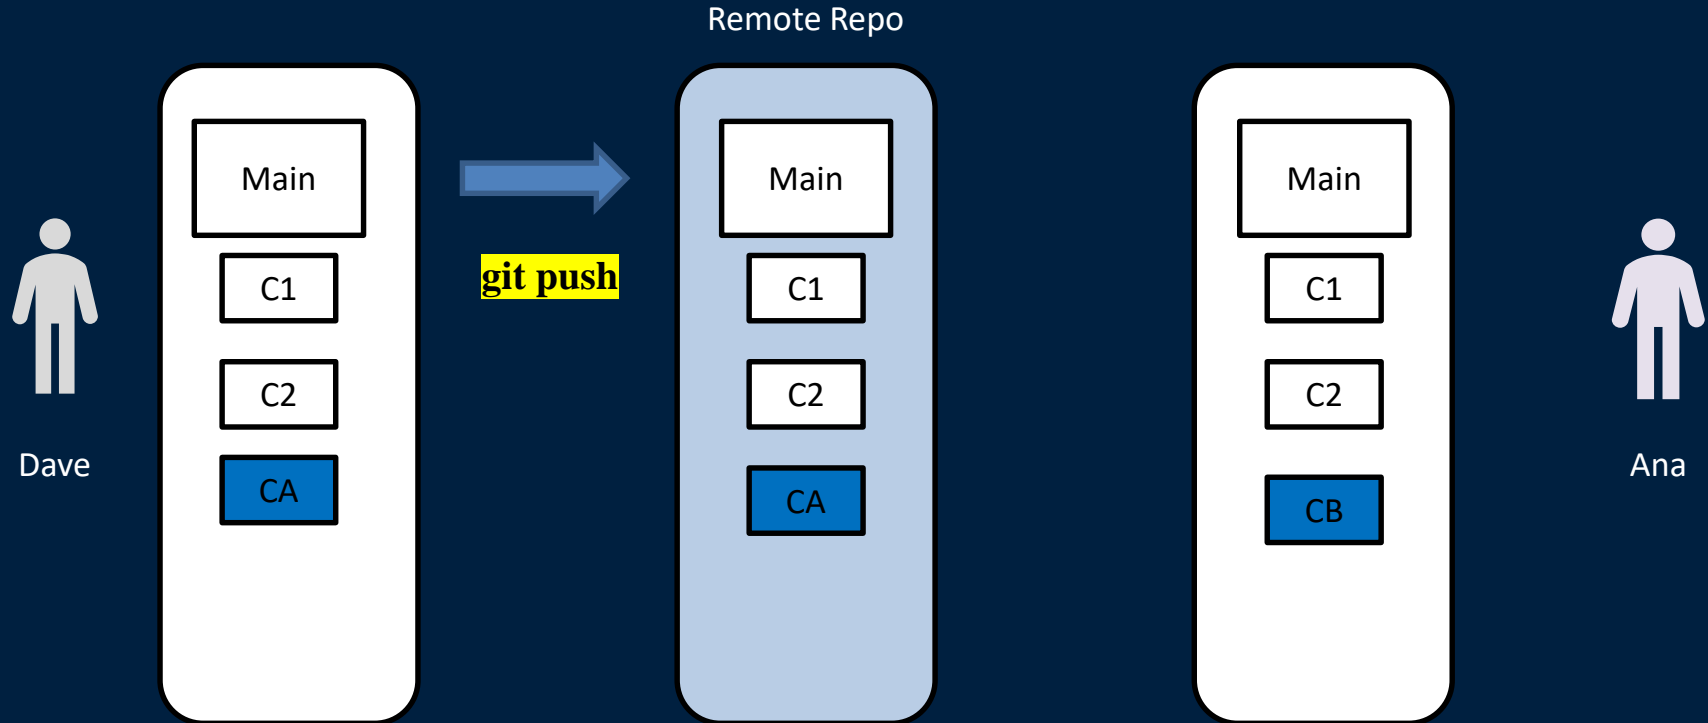 Remote Repo
Main
C1
C2
CA
git push
Main
C1
C2
CA
Main
C1
C2
CB
Dave
Ana